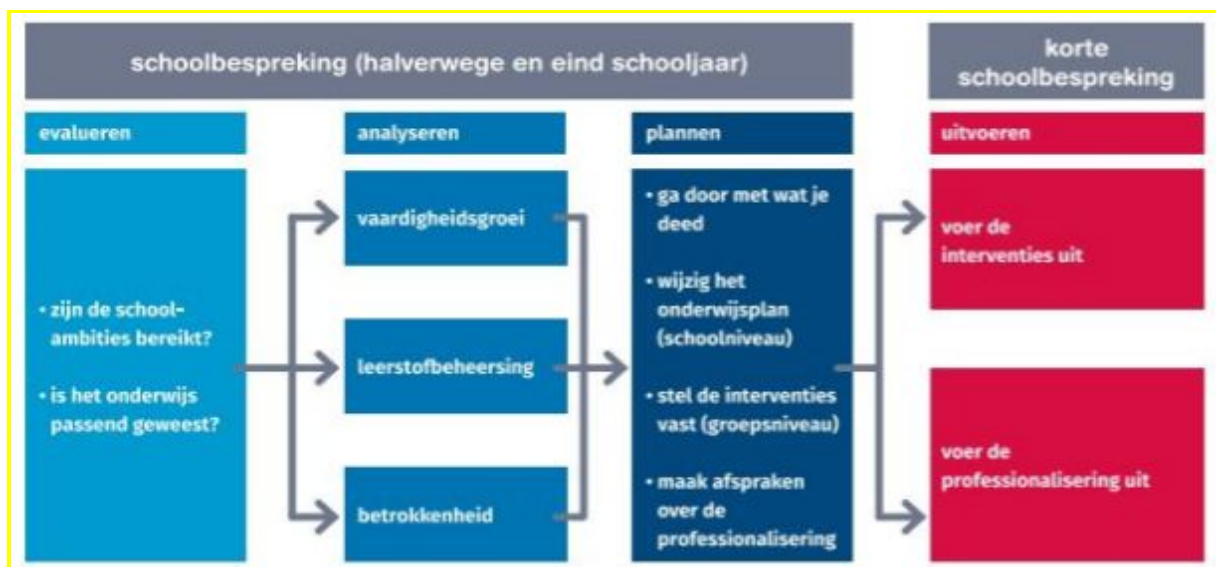 schoolbespreking (halverwege en eind schooljaar)
korte
schoolbespreking
evalueren
analyseren
plannen
uitvoeren
• zijn de school-
ambities bereikt?
• is het onderwijs
passend geweest?
vaardigheidsgroei
leerstofbeheersing
betrokkenheid
• ga door met wat je
deed
• wijzig het
onderwijsplan
(schoolniveau)
• stel de interventies
vast (groepsniveau)
• maak afspraken
over de
professionalisering
voer de
interventies uit
voer de
professionalisering uit